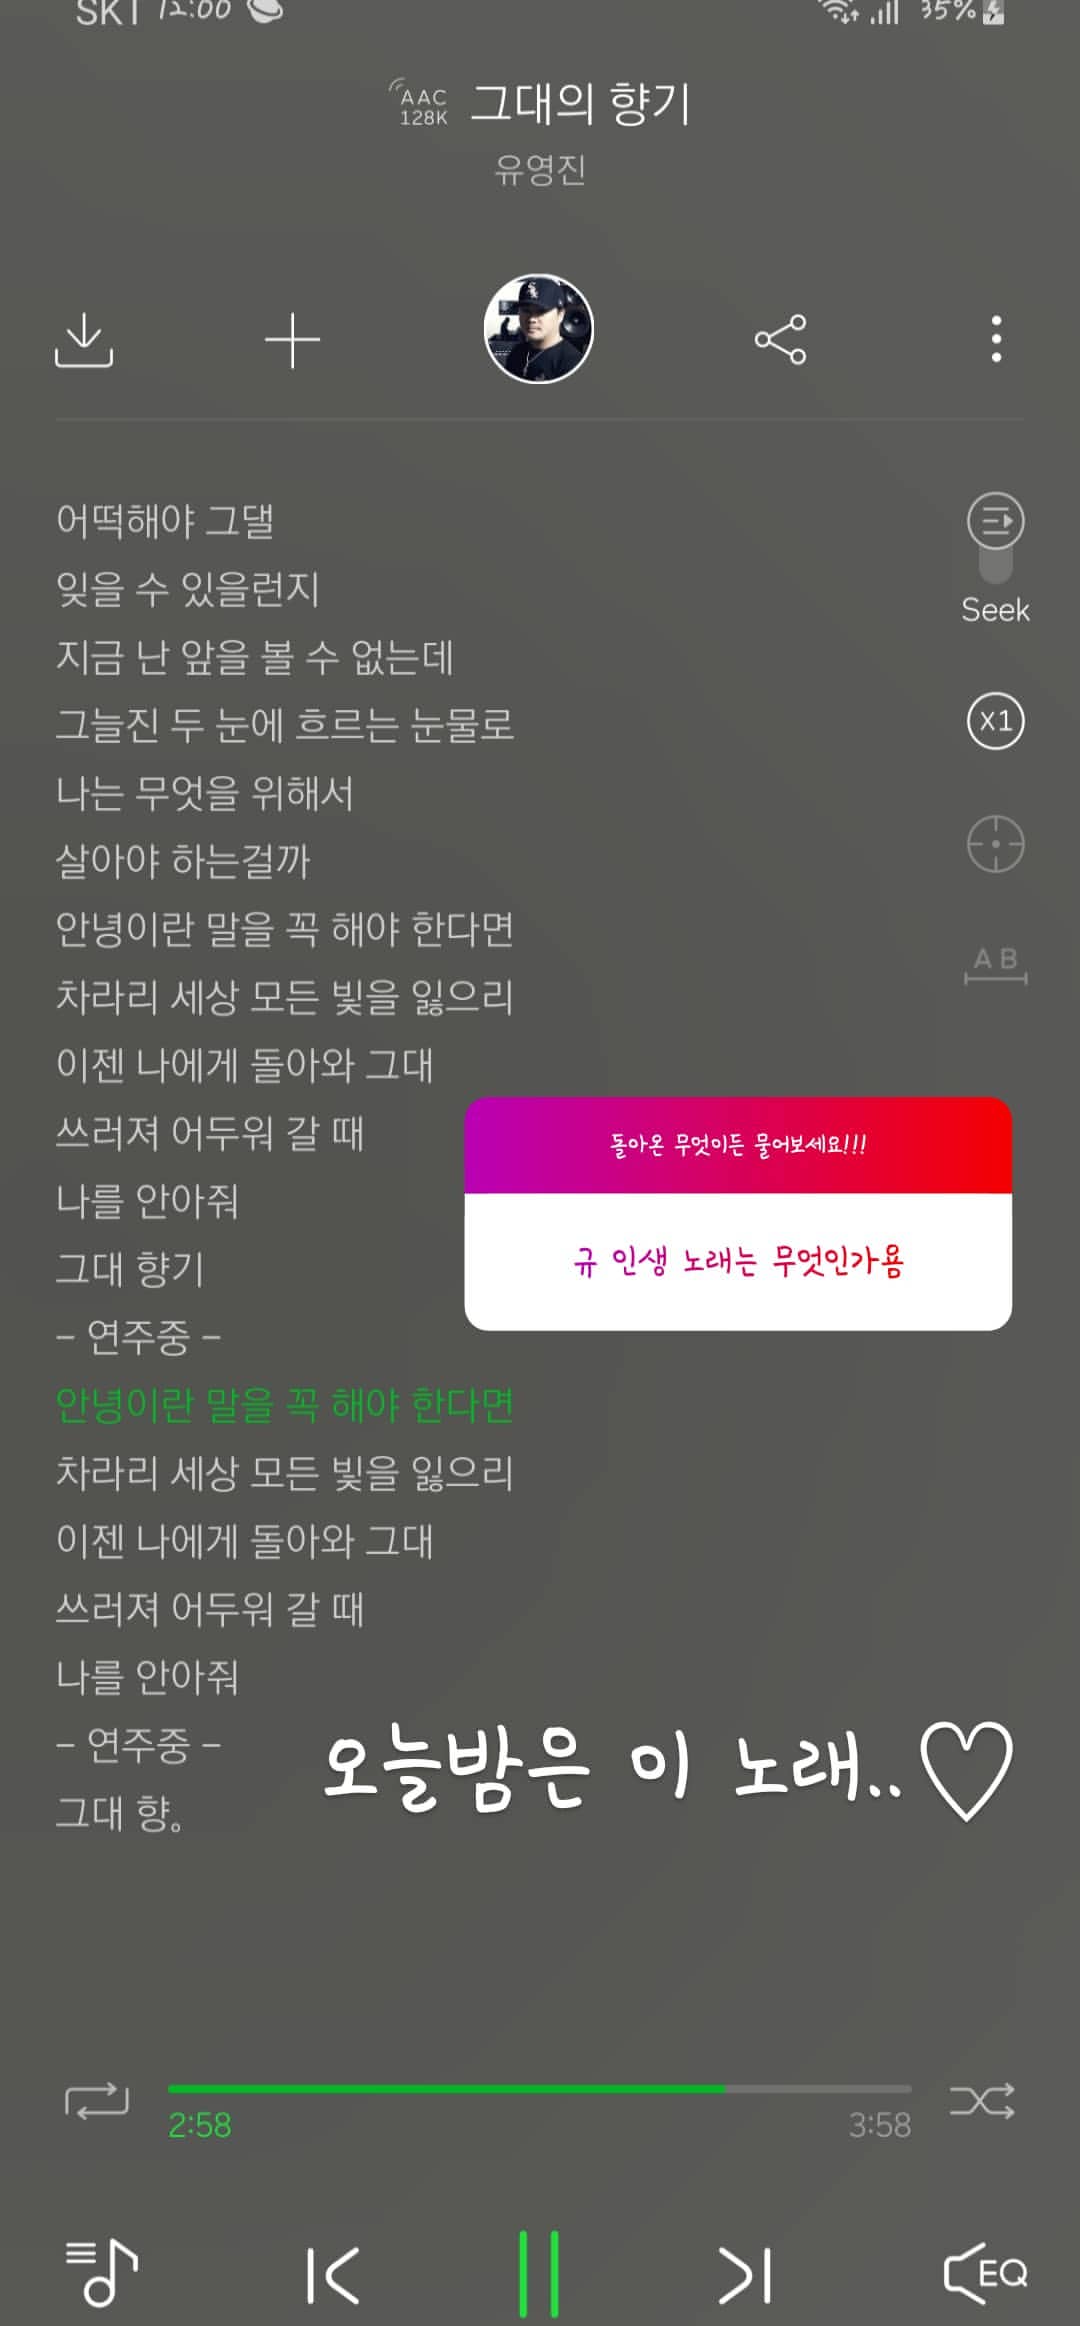 SKT 12:00 35%
AAC 128K 그대의 향기
유영진
어떡해야 그댈
잊을 수 있을런지
지금 난 앞을 볼 수 없는데
그늘진 두 눈에 흐르는 눈물로
나는 무엇을 위해서
살아야 하는걸까
안녕이란 말을 꼭 해야 한다면
차라리 세상 모든 빛을 잃으리
이젠 나에게 돌아와 그대
쓰러져 어두워 갈 때
나를 안아줘
그대 향기
– 연주중 –
안녕이란 말을 꼭 해야 한다면
차라리 세상 모든 빛을 잃으리
이젠 나에게 돌아와 그대
쓰러져 어두워 갈 때
나를 안아줘
– 연주중 –
그대 향。
Seek
X1
A B
돌아온 무엇이든 물어보세요!!!
규 인생 노래는 무엇인가욤
오늘밤은 이 노래..♡
2:58 3:58
EQ